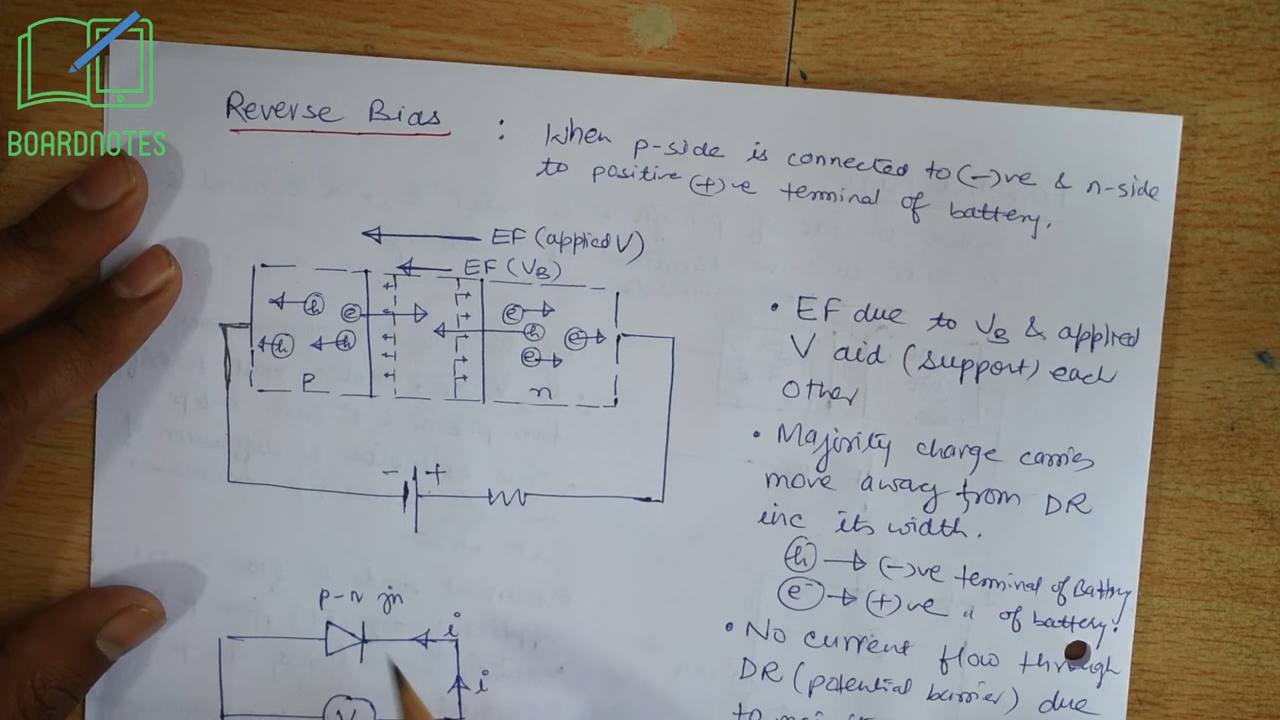 BOARDNOTES
Reverse Bias : When p-side is connected to (-)ve & n-side
to positive (+)ve terminal of battery.
EF (applied V)
EF (VB)
h e e
h h h e
e
P n
- +
• EF due to VB & applied
V aid (support) each
other
• Majority charge carries
move away from DR
inc its width.
h → (-)ve terminal of Battery
e- → (+)ve " of battery.
• No current flow through
DR (potential barrier) due
p-n jn
i
i
V